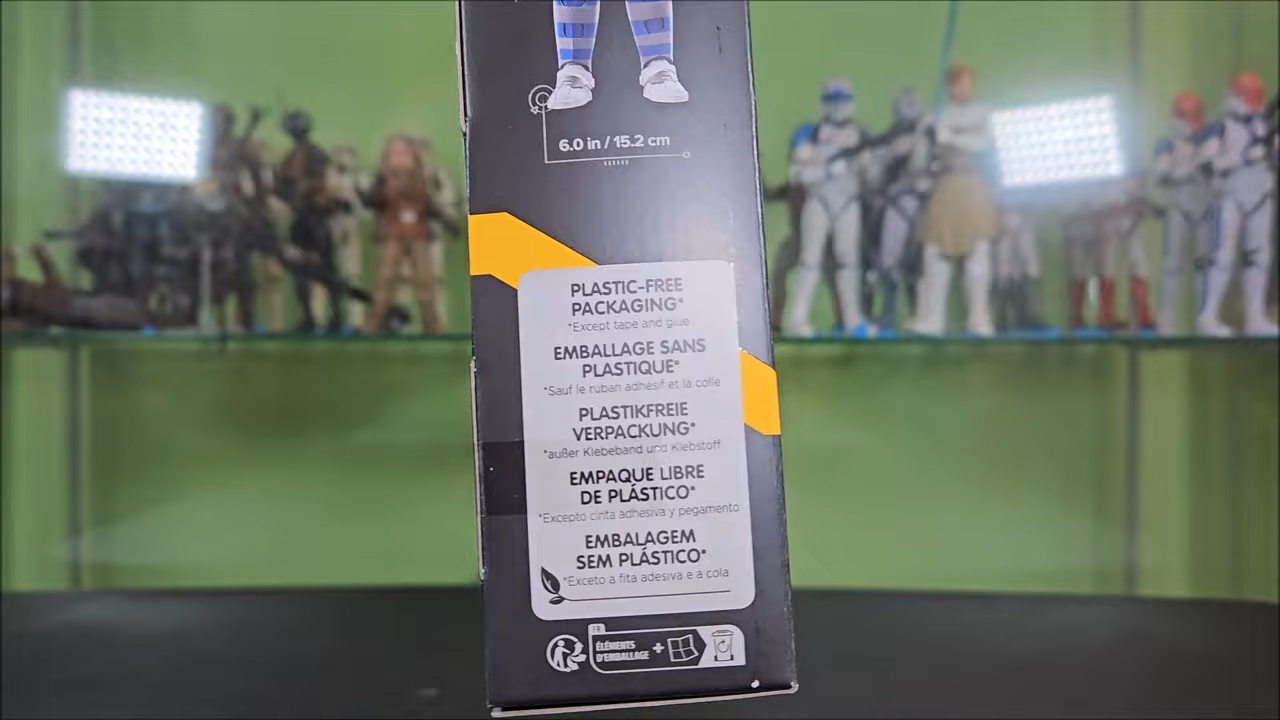 6.0 in / 15.2 cm
PLASTIC-FREE
PACKAGING*
*Except tape and glue
EMBALLAGE SANS
PLASTIQUE*
*Sauf le ruban adhésif et la colle
PLASTIKFREIE
VERPACKUNG*
*außer Klebeband und Klebstoff
EMPAQUE LIBRE
DE PLÁSTICO*
*Excepto cinta adhesiva y pegamento
EMBALAGEM
SEM PLÁSTICO*
*Exceto a fita adesiva e a cola
FR
ÉLÉMENTS
D'EMBALLAGE +